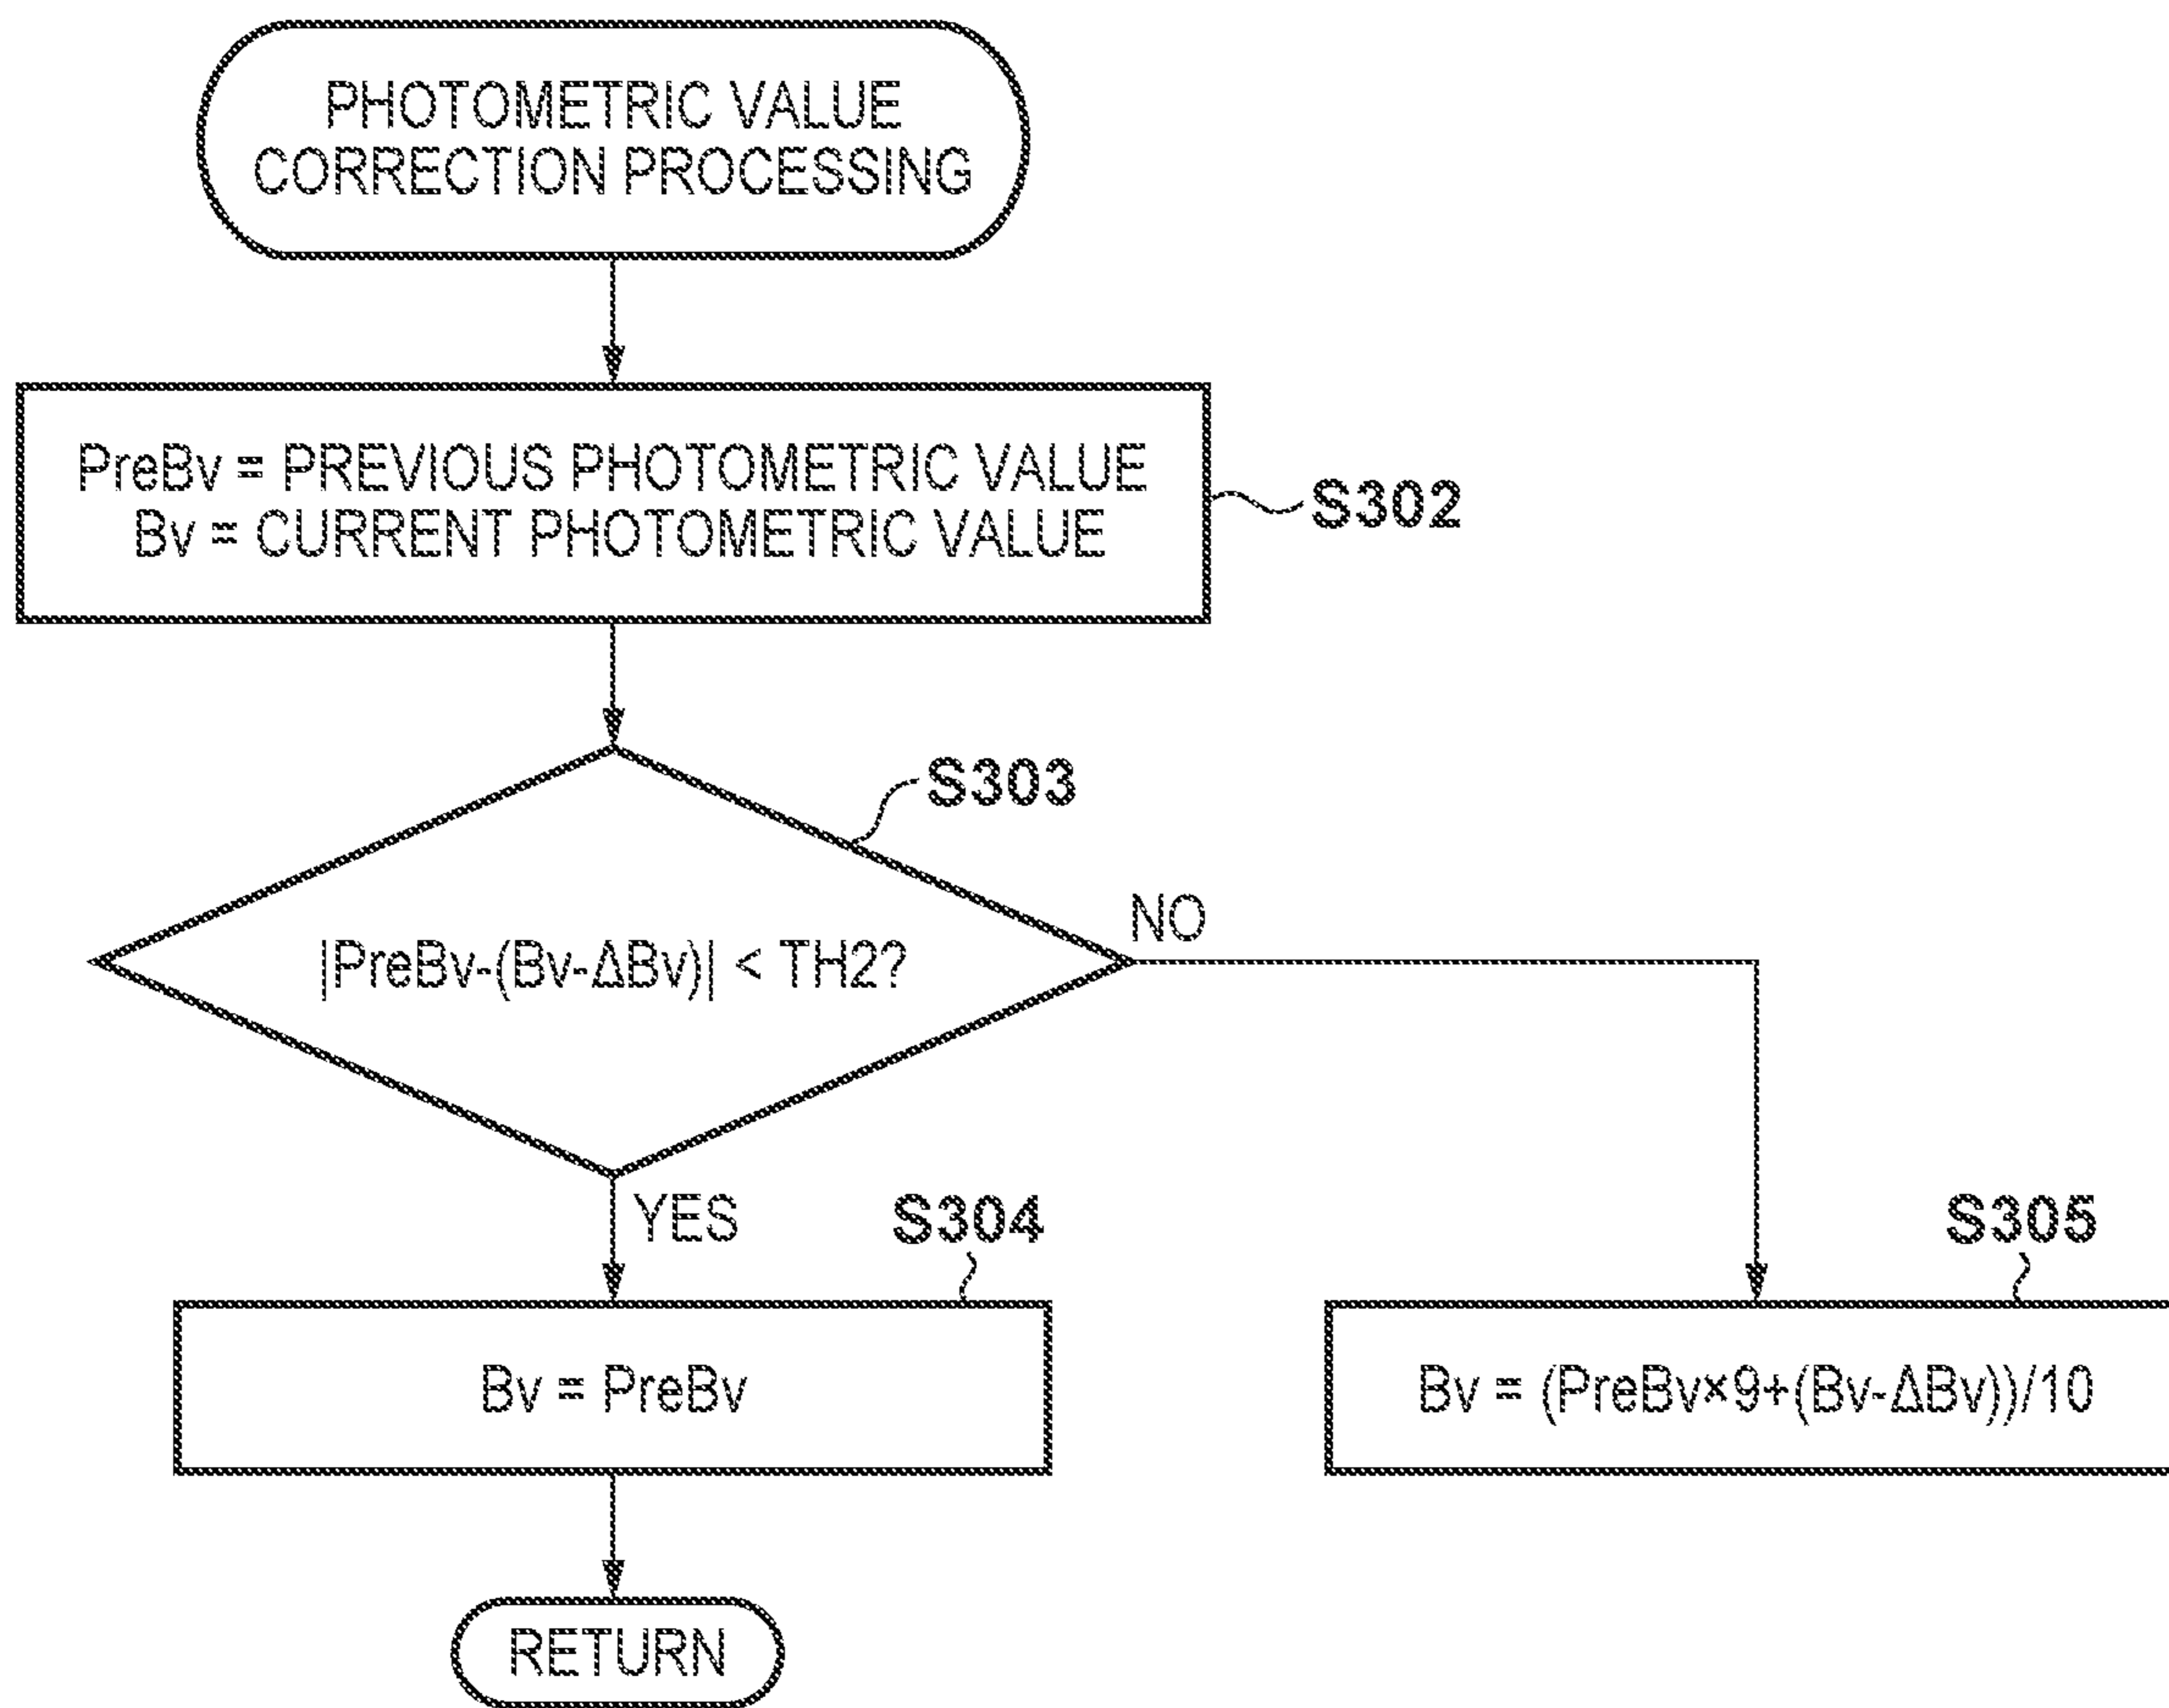 PHOTOMETRIC VALUE
CORRECTION PROCESSING
PreBv = PREVIOUS PHOTOMETRIC VALUE
Bv = CURRENT PHOTOMETRIC VALUE
S302
S303
|PreBv-(Bv-ΔBv)| < TH2?
NO
YES
S304
S305
Bv = PreBv
Bv = (PreBv×9+(Bv-ΔBv))/10
RETURN